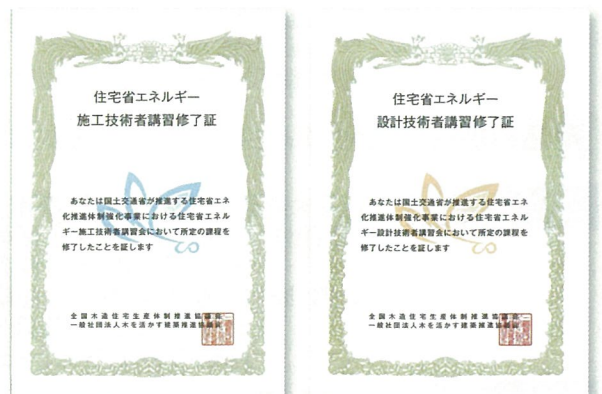 住宅省エネルギー
施工技術者講習修了証
あなたは国土交通省が推進する住宅省エネ
化推進体制強化事業における住宅省エネル
ギー施工技術者講習会において所定の課程を
修了したことを証します
全国木造住宅生産体制推進協議会
一般社団法人木を活かす建築推進協議会
住宅省エネルギー
設計技術者講習修了証
あなたは国土交通省が推進する住宅省エネ
化推進体制強化事業における住宅省エネル
ギー設計技術者講習会において所定の課程を
修了したことを証します
全国木造住宅生産体制推進協議会
一般社団法人木を活かす建築推進協議会